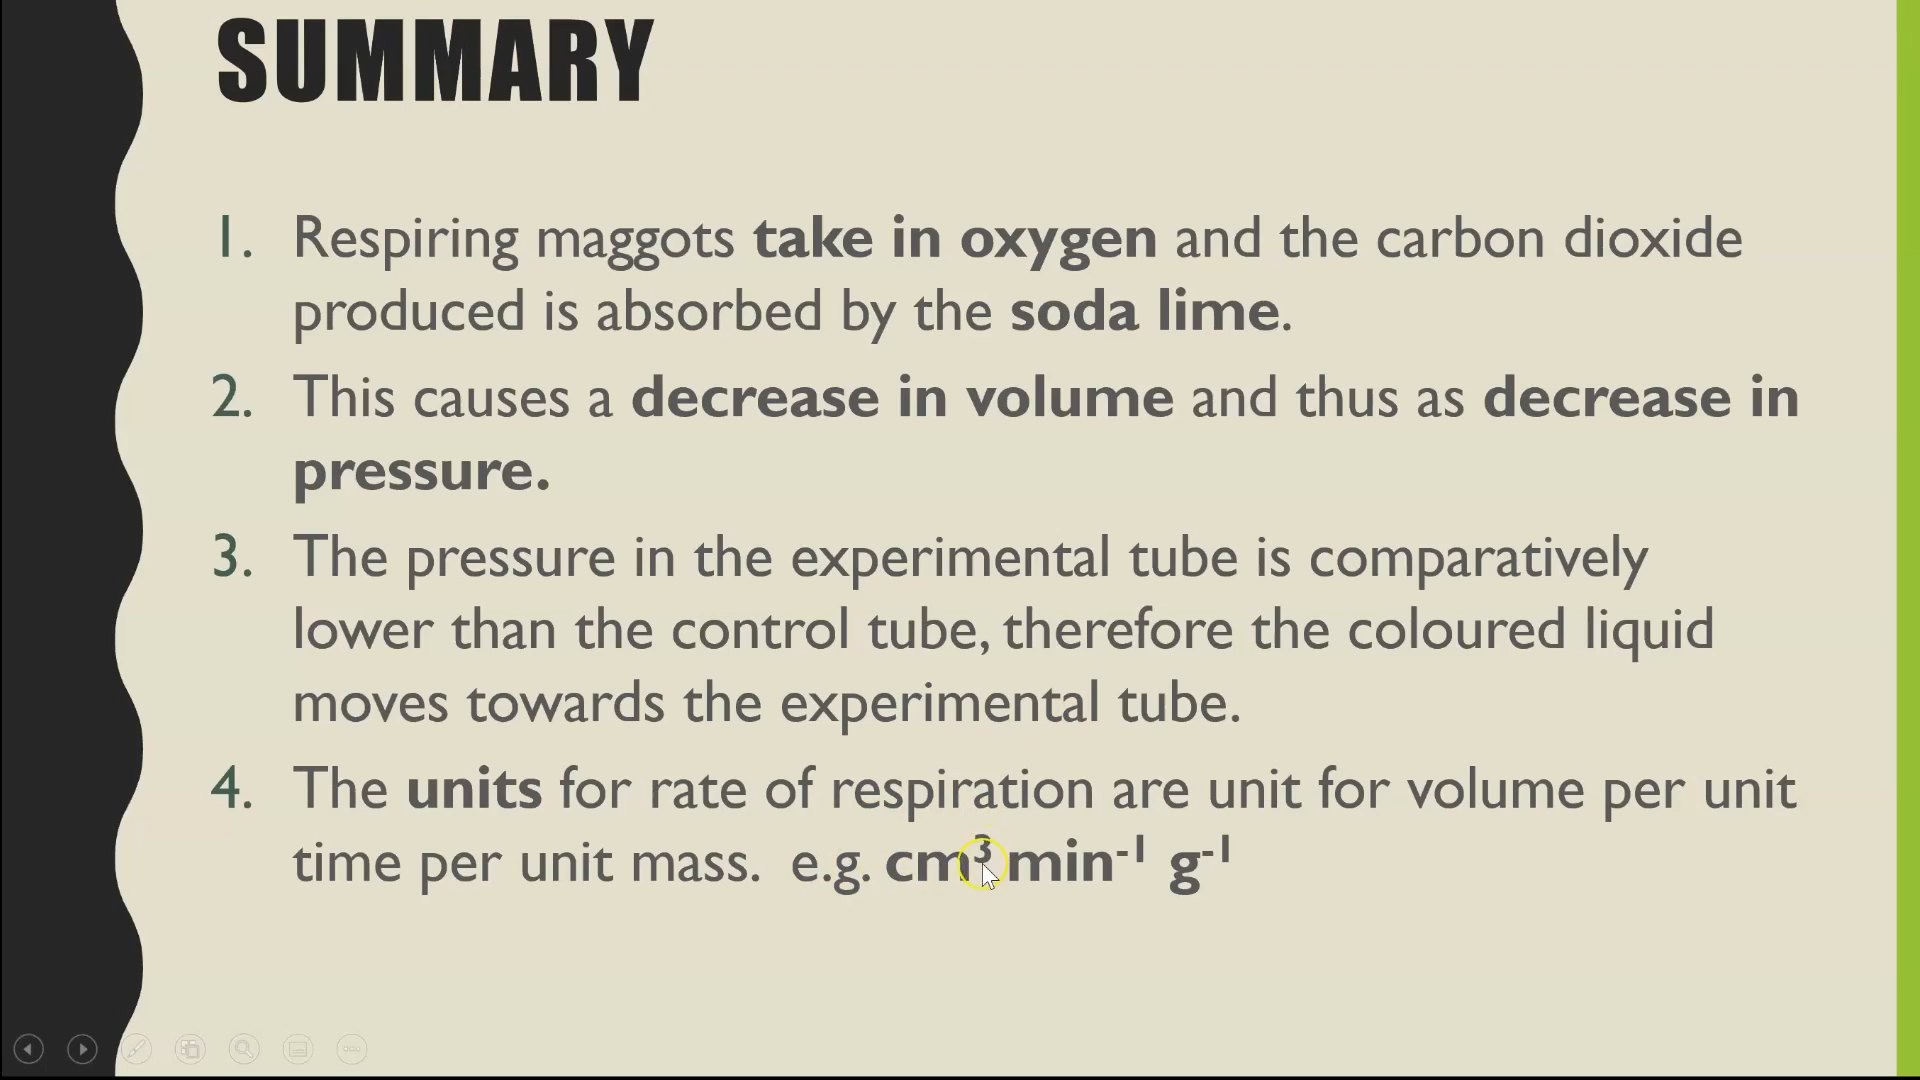 SUMMARY
1. Respiring maggots take in oxygen and the carbon dioxide
produced is absorbed by the soda lime.
2. This causes a decrease in volume and thus as decrease in
pressure.
3. The pressure in the experimental tube is comparatively
lower than the control tube, therefore the coloured liquid
moves towards the experimental tube.
4. The units for rate of respiration are unit for volume per unit
time per unit mass.  e.g. cm³ min⁻¹ g⁻¹